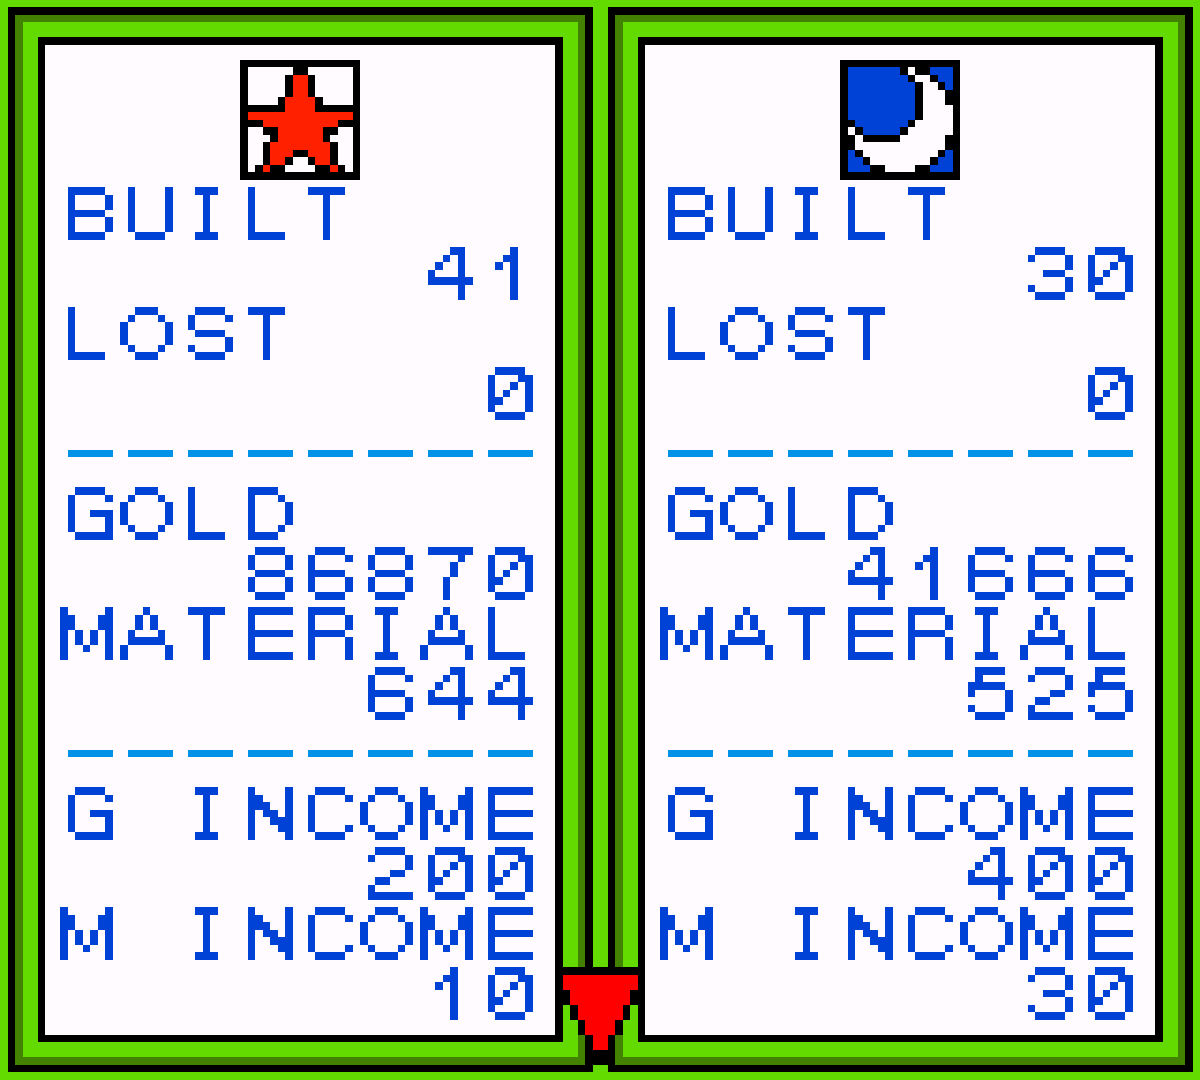 BUILT
41
LOST
0
GOLD
86870
MATERIAL
644
G INCOME
200
M INCOME
10
BUILT
30
LOST
0
GOLD
41666
MATERIAL
525
G INCOME
400
M INCOME
30